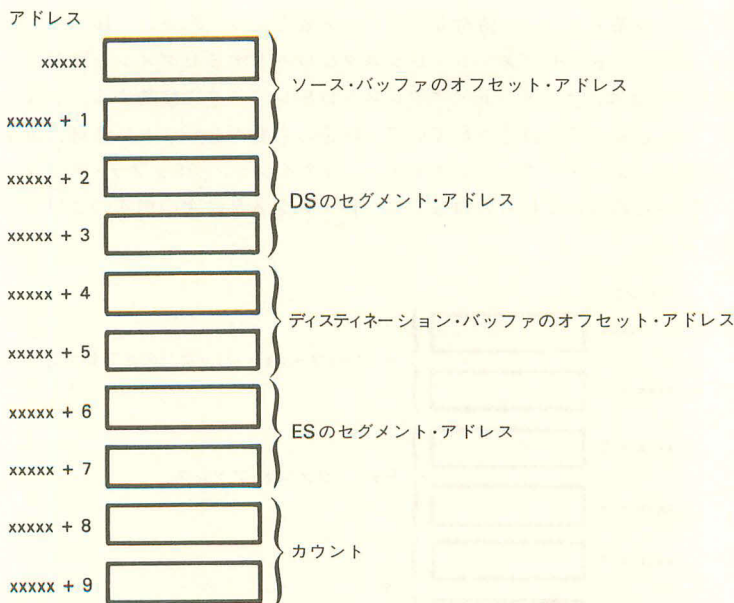 アドレス
xxxxx
ソース・バッファのオフセット・アドレス
xxxxx + 1
xxxxx + 2
DSのセグメント・アドレス
xxxxx + 3
xxxxx + 4
ディスティネーション・バッファのオフセット・アドレス
xxxxx + 5
xxxxx + 6
ESのセグメント・アドレス
xxxxx + 7
xxxxx + 8
カウント
xxxxx + 9